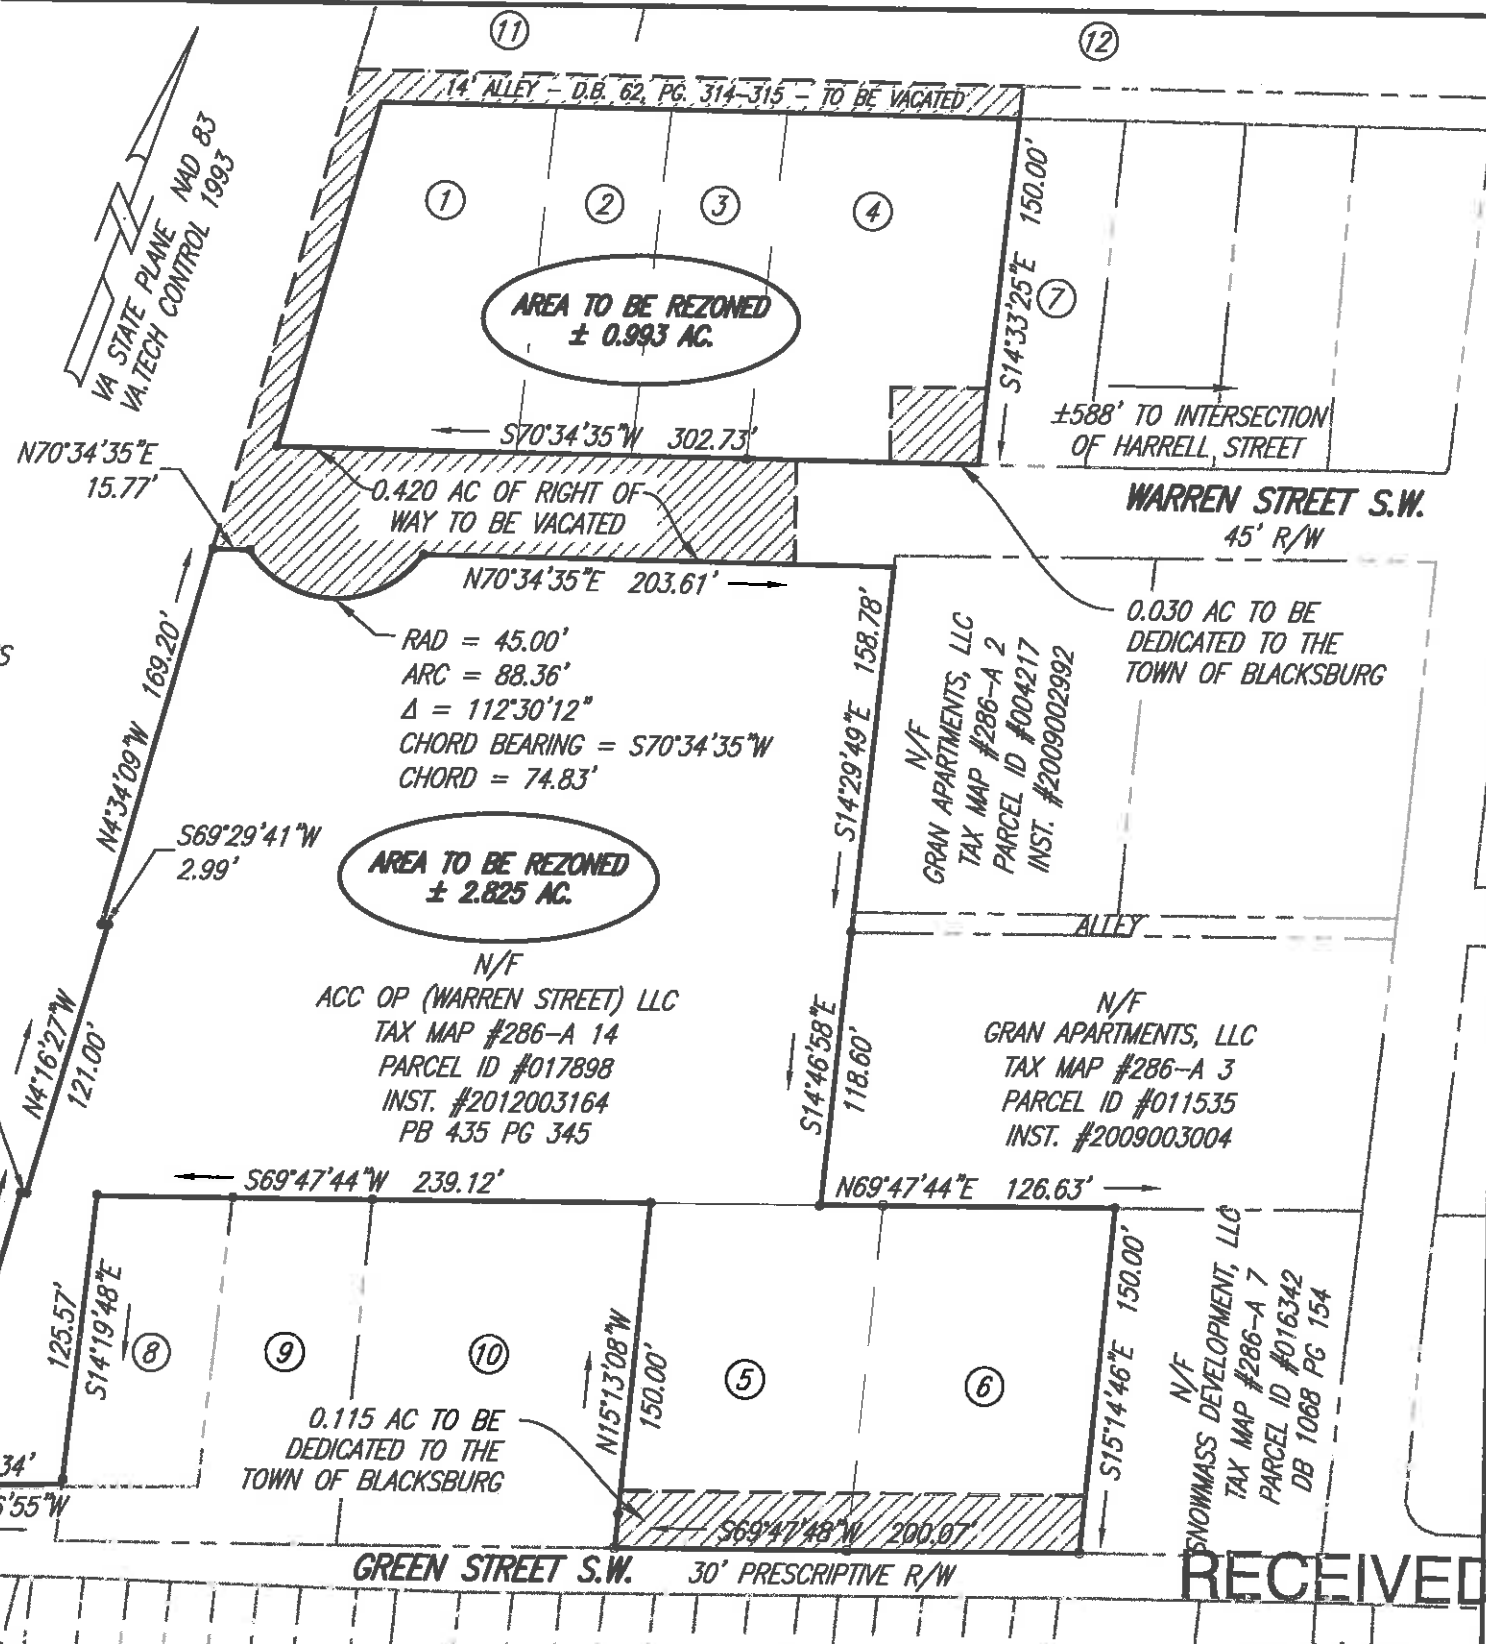 11
12
14' ALLEY - D.B. 62, PG. 314-315 - TO BE VACATED
VA STATE PLANE NAD 83
VA.TECH CONTROL 1993
1
2
3
4
AREA TO BE REZONED
± 0.993 AC.
S14°33'25"E 150.00'
7
±588' TO INTERSECTION
OF HARRELL STREET
S70°34'35"W 302.73'
N70°34'35"E
15.77'
0.420 AC OF RIGHT OF
WAY TO BE VACATED
WARREN STREET S.W.
45' R/W
N70°34'35"E 203.61'
0.030 AC TO BE
DEDICATED TO THE
TOWN OF BLACKSBURG
RAD = 45.00'
ARC = 88.36'
Δ = 112°30'12"
CHORD BEARING = S70°34'35"W
CHORD = 74.83'
S
N4°34'09"W 169.20'
S14°29'49"E 158.78'
N/F
GRAN APARTMENTS, LLC
TAX MAP #286-A 2
PARCEL ID #004217
INST. #2009002992
S69°29'41"W
2.99'
AREA TO BE REZONED
± 2.825 AC.
ALLEY
N/F
ACC OP (WARREN STREET) LLC
TAX MAP #286-A 14
PARCEL ID #017898
INST. #2012003164
PB 435 PG 345
N4°16'27"W
121.00'
S14°46'58"E
118.60'
N/F
GRAN APARTMENTS, LLC
TAX MAP #286-A 3
PARCEL ID #011535
INST. #2009003004
S69°47'44"W 239.12'
N69°47'44"E 126.63'
125.57'
S14°19'48"E
8
9
10
N15°13'08"W
150.00'
5
6
S15°14'46"E 150.00'
N/F
SNOWMASS DEVELOPMENT, LLC
TAX MAP #286-A 7
PARCEL ID #016342
DB 1068 PG 154
0.115 AC TO BE
DEDICATED TO THE
TOWN OF BLACKSBURG
34'
'55"W
S69°47'48"W 200.07'
GREEN STREET S.W.
30' PRESCRIPTIVE R/W
RECEIVED